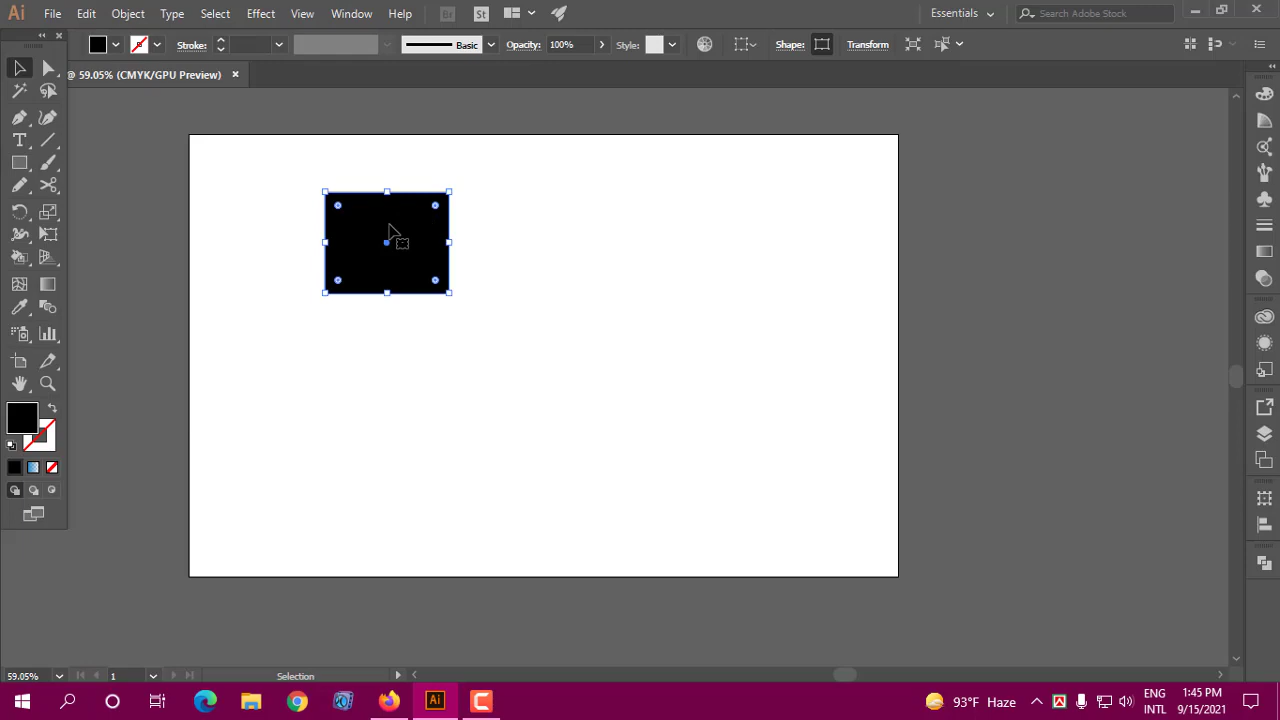 Ai File Edit Object Type Select Effect View Window Help Br St Essentials Search Adobe Stock
Stroke: Basic Opacity: 100% Style: Shape: Transform
@ 59.05% (CMYK/GPU Preview) ×
T
59.05% 1 Selection
Ai 93°F Haze ENG 1:45 PM
INTL 9/15/2021